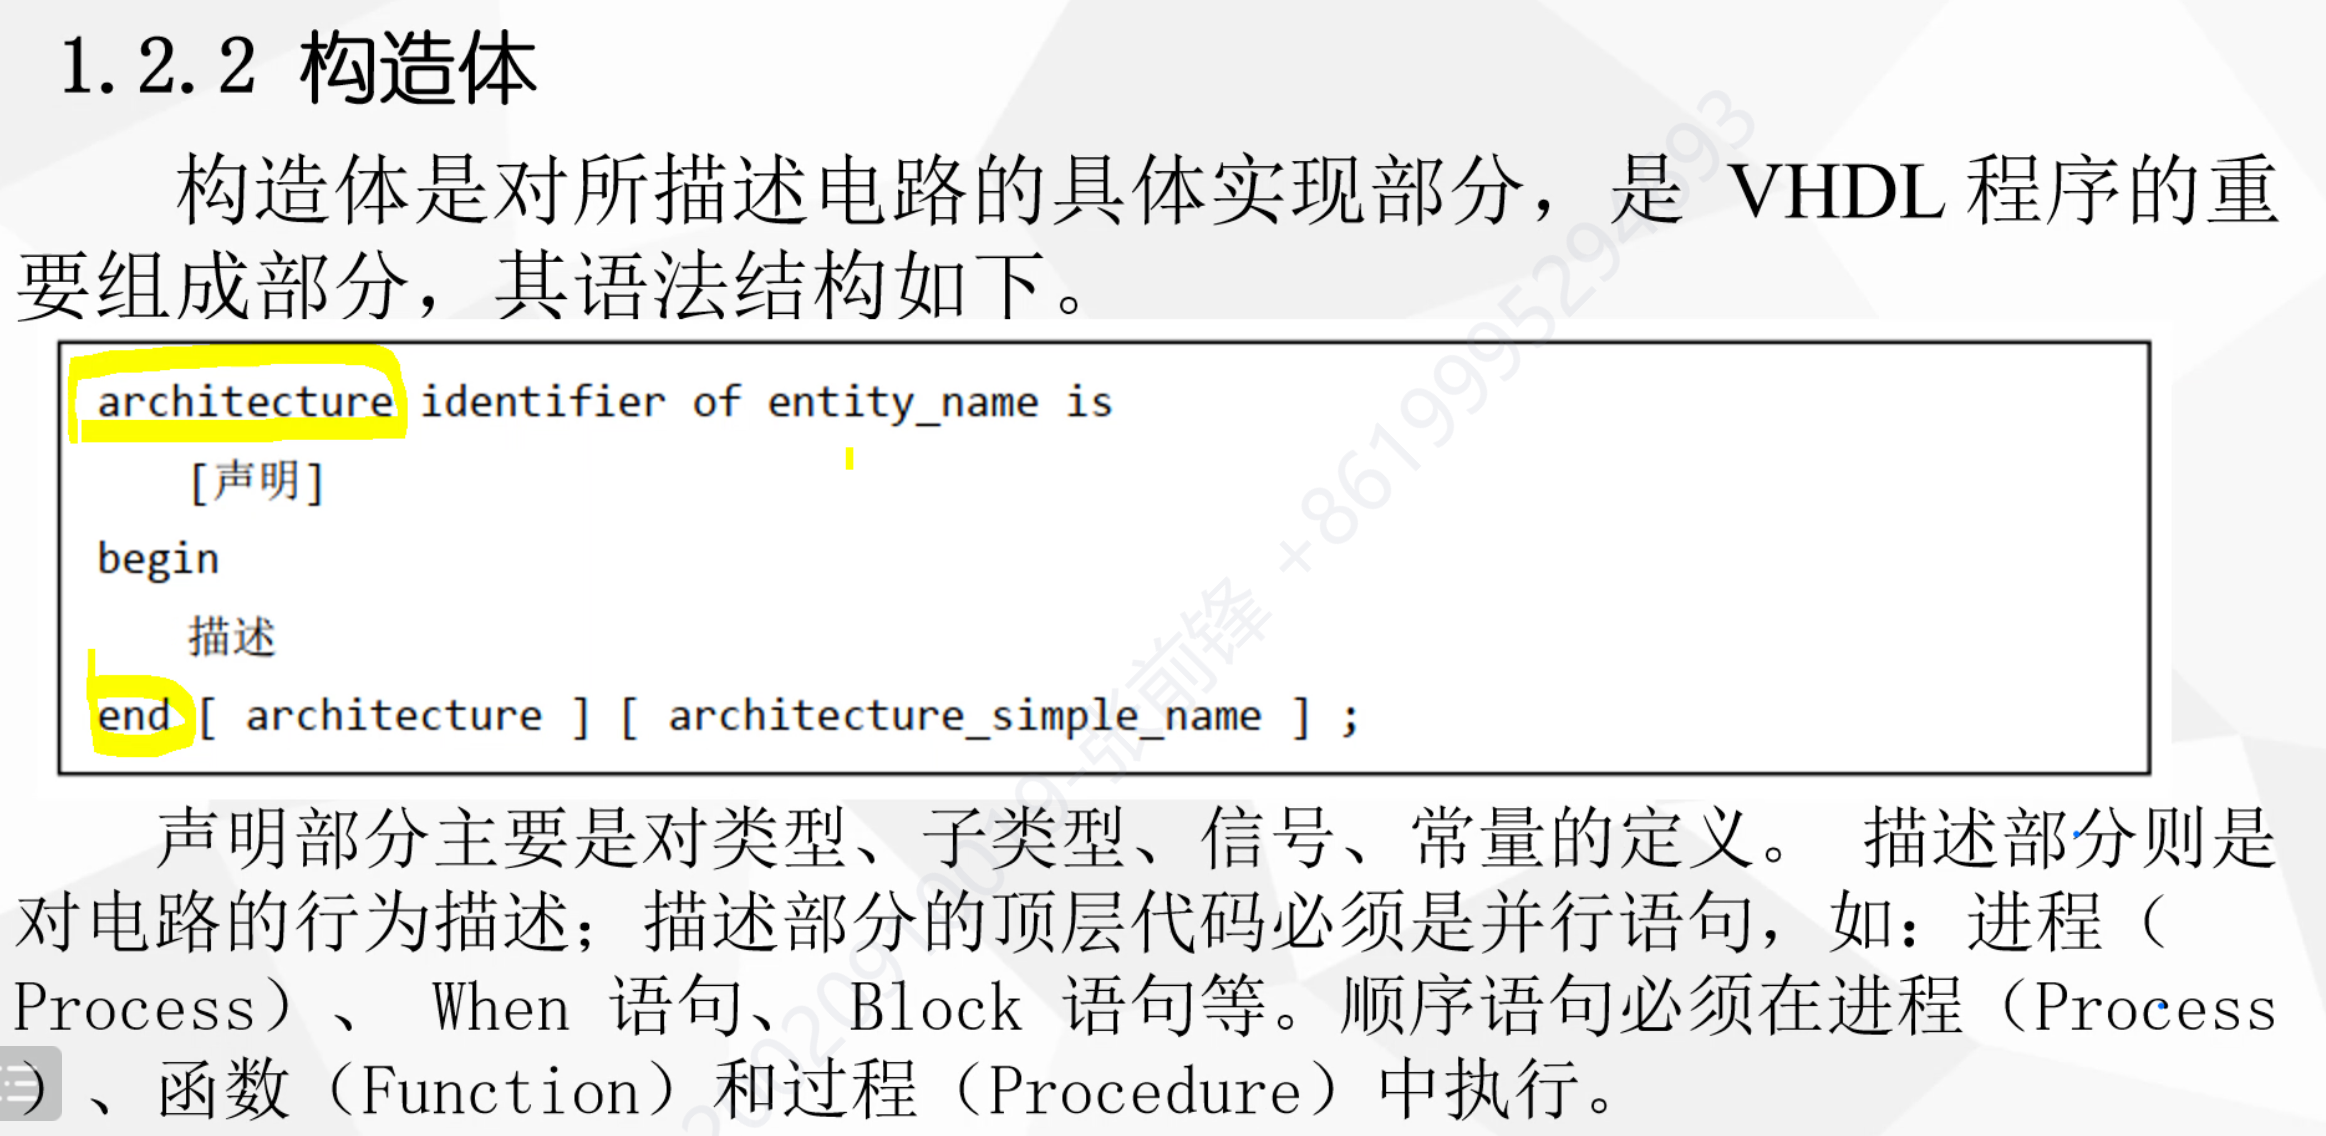 1.2.2 构造体
构造体是对所描述电路的具体实现部分，是 VHDL 程序的重
要组成部分，其语法结构如下。
architecture identifier of entity_name is
[声明]
begin
描述
end [ architecture ] [ architecture_simple_name ] ;
声明部分主要是对类型、子类型、信号、常量的定义。 描述部分则是
对电路的行为描述；描述部分的顶层代码必须是并行语句，如：进程（
Process）、 When 语句、 Block 语句等。顺序语句必须在进程（Process
）、函数（Function）和过程（Procedure）中执行。